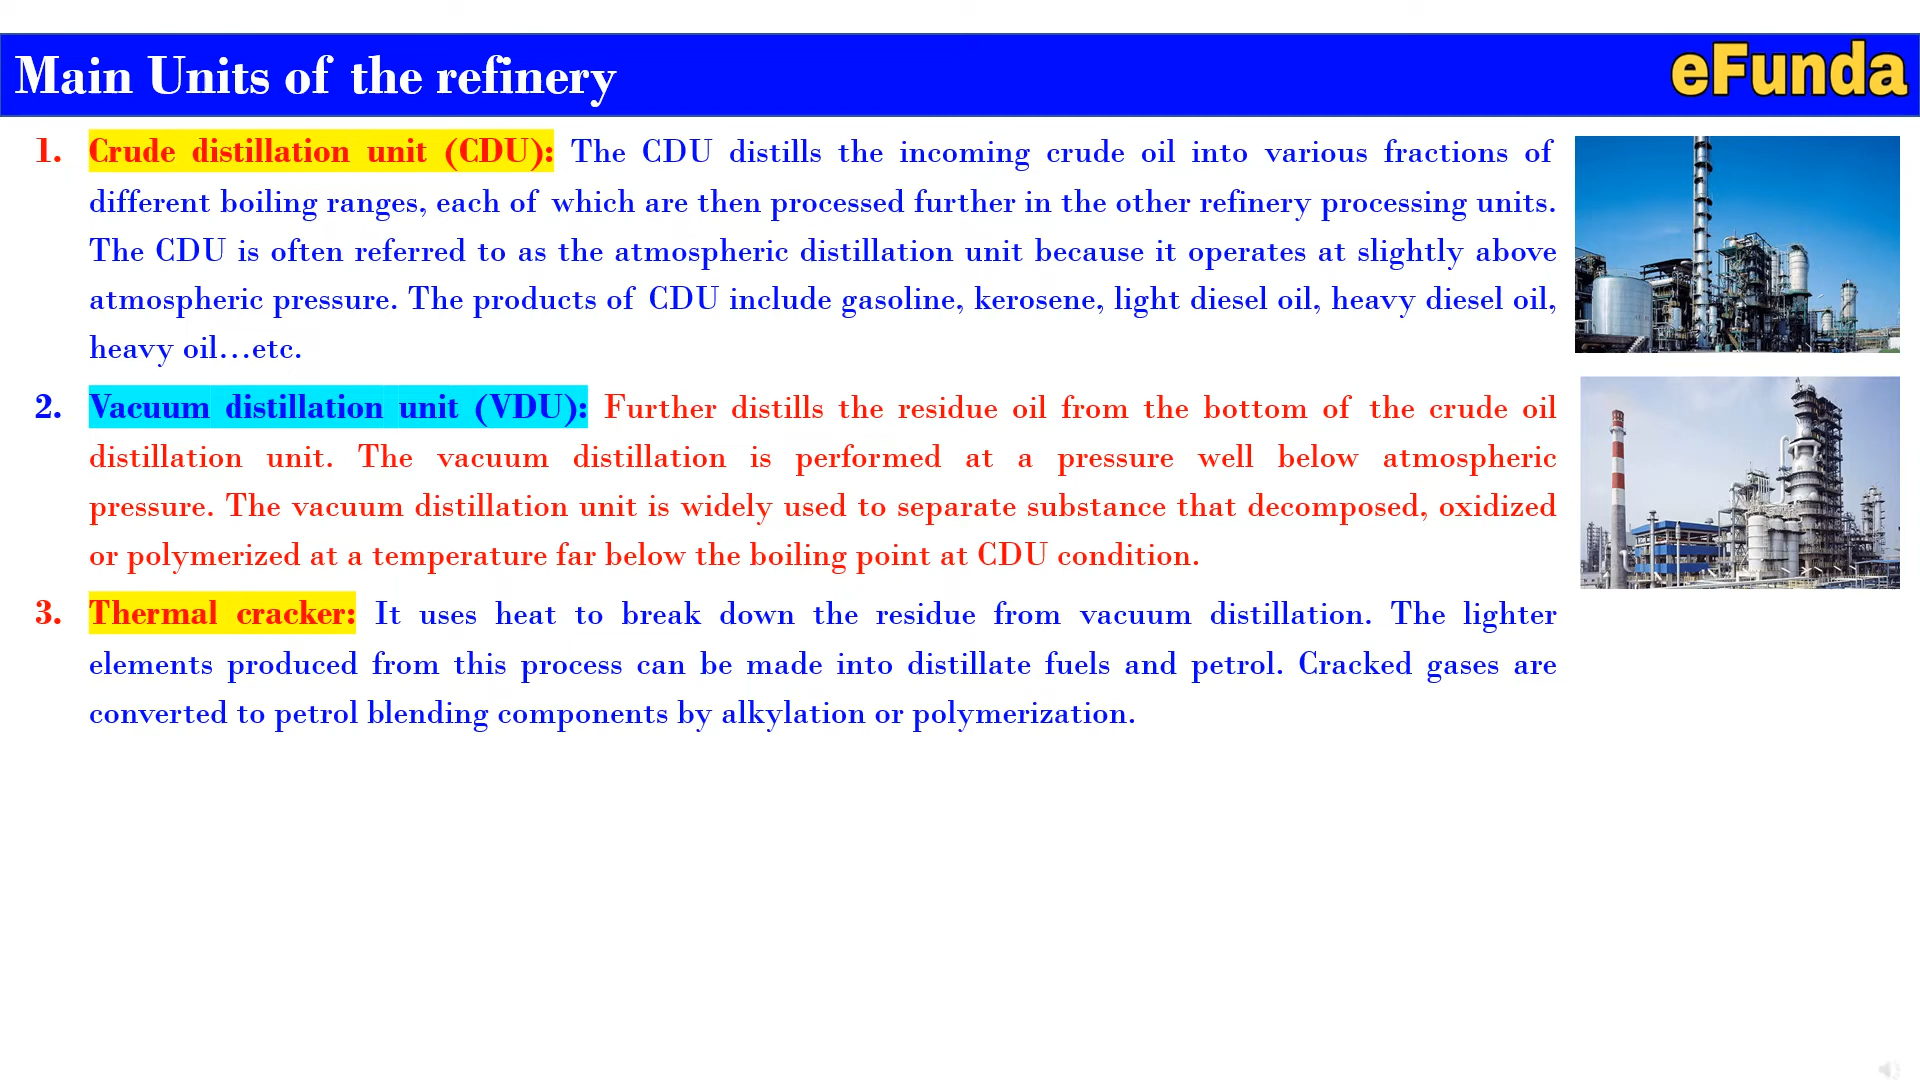 Main Units of the refinery
eFunda
1. Crude distillation unit (CDU): The CDU distills the incoming crude oil into various fractions of
different boiling ranges, each of which are then processed further in the other refinery processing units.
The CDU is often referred to as the atmospheric distillation unit because it operates at slightly above
atmospheric pressure. The products of CDU include gasoline, kerosene, light diesel oil, heavy diesel oil,
heavy oil…etc.
2. Vacuum distillation unit (VDU): Further distills the residue oil from the bottom of the crude oil
distillation unit. The vacuum distillation is performed at a pressure well below atmospheric
pressure. The vacuum distillation unit is widely used to separate substance that decomposed, oxidized
or polymerized at a temperature far below the boiling point at CDU condition.
3. Thermal cracker: It uses heat to break down the residue from vacuum distillation. The lighter
elements produced from this process can be made into distillate fuels and petrol. Cracked gases are
converted to petrol blending components by alkylation or polymerization.